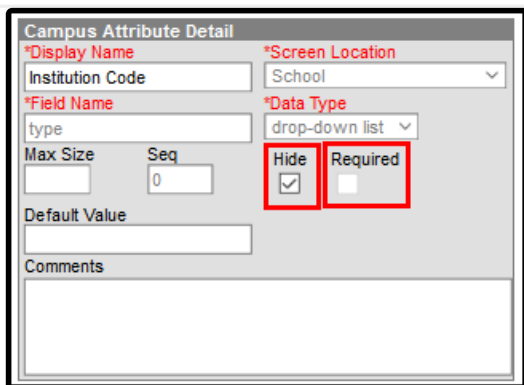 Campus Attribute Detail
*Display Name *Screen Location
Institution Code School
*Field Name *Data Type
type drop-down list
Max Size Seq Hide Required
0
Default Value
Comments